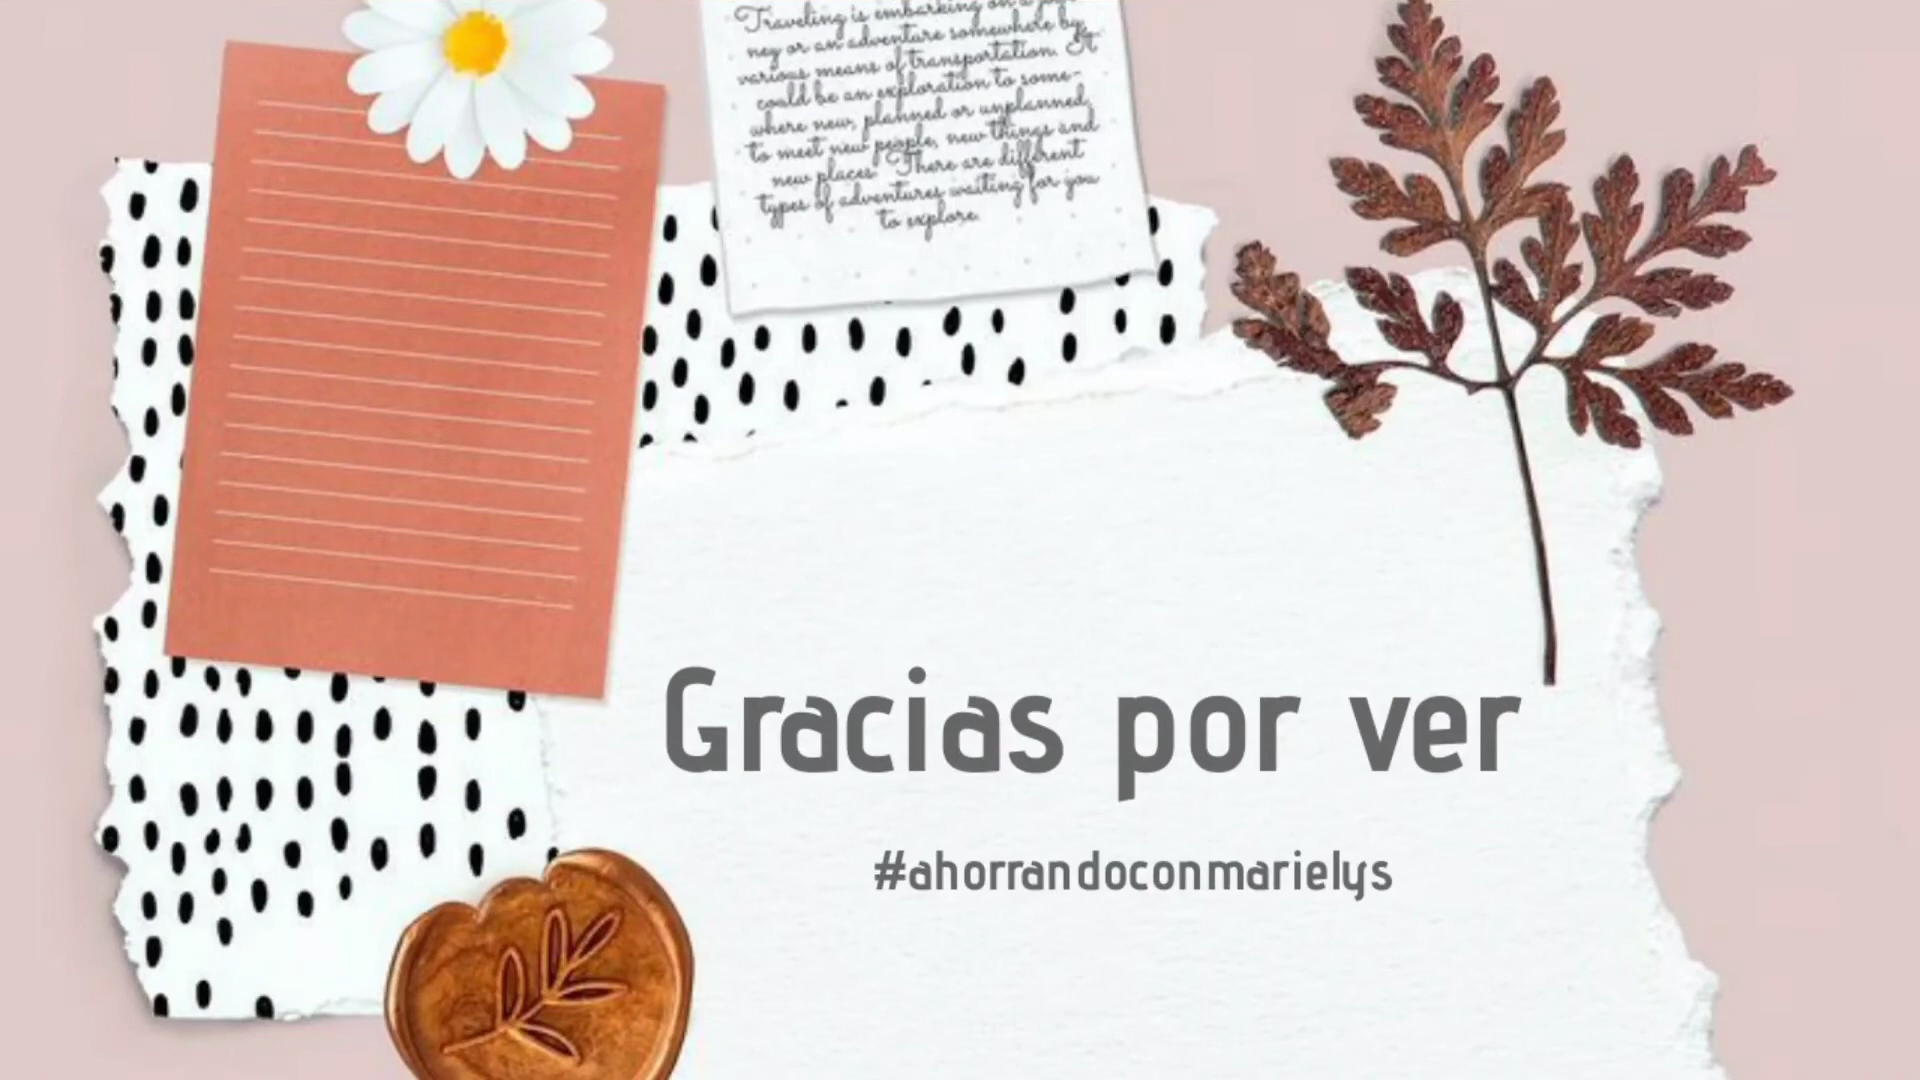 Traveling is embarking on a
ney or an adventure somewhere by
various means of transportation. It
could be an exploration to some-
where new, planned or unplanned,
to meet new people, new things and
new places. There are different
types of adventures waiting for you
to explore.
Gracias por ver
#ahorrandoconmarielys